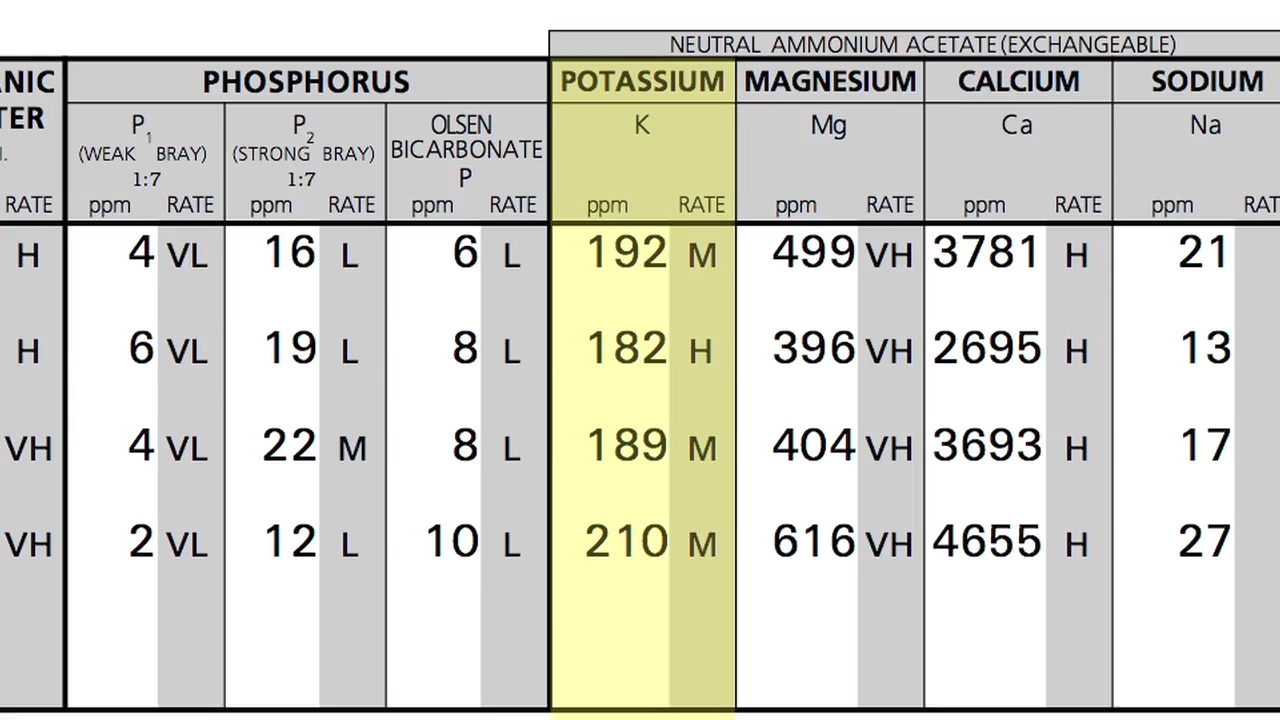 NEUTRAL AMMONIUM ACETATE (EXCHANGEABLE)
ANIC PHOSPHORUS POTASSIUM MAGNESIUM CALCIUM SODIUM
TER P1 P2 OLSEN K Mg Ca Na
(WEAK BRAY) (STRONG BRAY) BICARBONATE
1:7 1:7 P
RATE ppm RATE ppm RATE ppm RATE ppm RATE ppm RATE ppm RATE ppm RAT
H 4 VL 16 L 6 L 192 M 499 VH 3781 H 21
H 6 VL 19 L 8 L 182 H 396 VH 2695 H 13
VH 4 VL 22 M 8 L 189 M 404 VH 3693 H 17
VH 2 VL 12 L 10 L 210 M 616 VH 4655 H 27